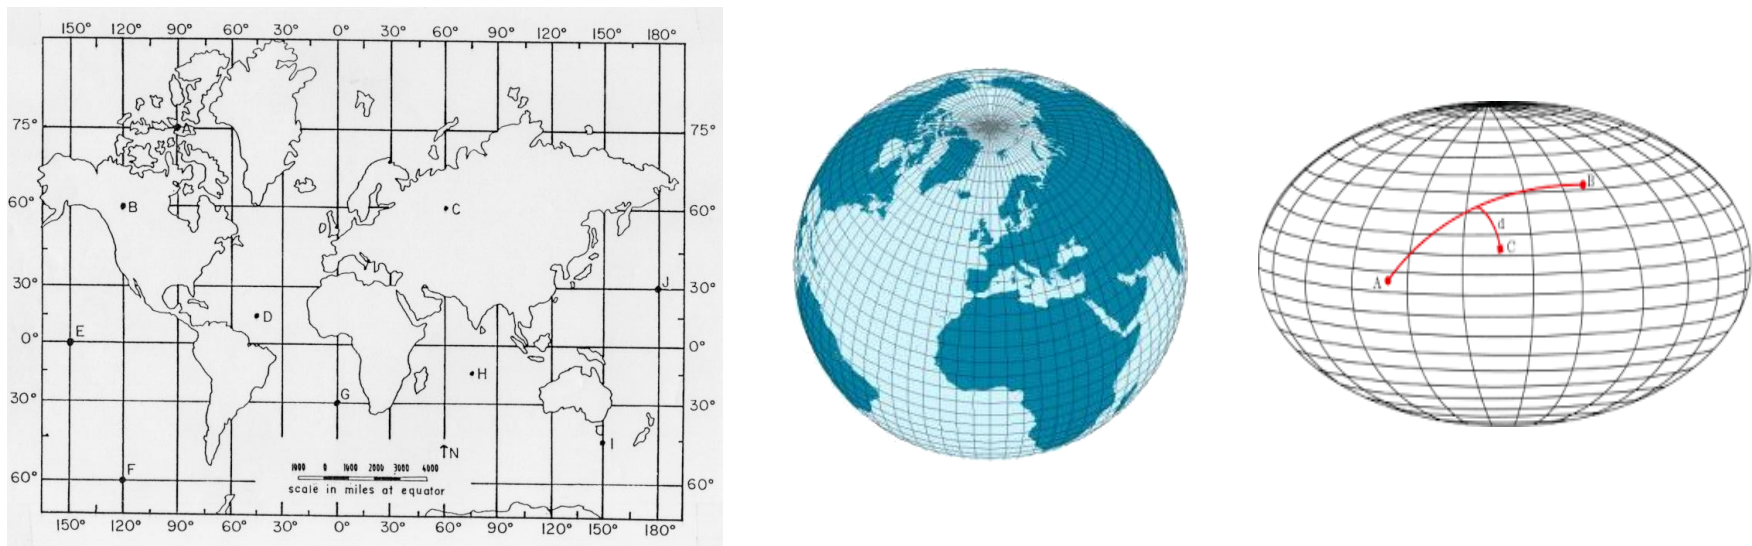 150° 120° 90° 60° 30° 0° 30° 60° 90° 120° 150° 180°
75° A 75°
60° B C 60°
30° J 30°
D
E
0° 0°
H
30° G 30°
I
N
F
1000 0 1000 2000 3000 4000
60° 60°
scale in miles at equator
150° 120° 90° 60° 30° 0° 30° 60° 90° 120° 150° 180°
B
d
C
A